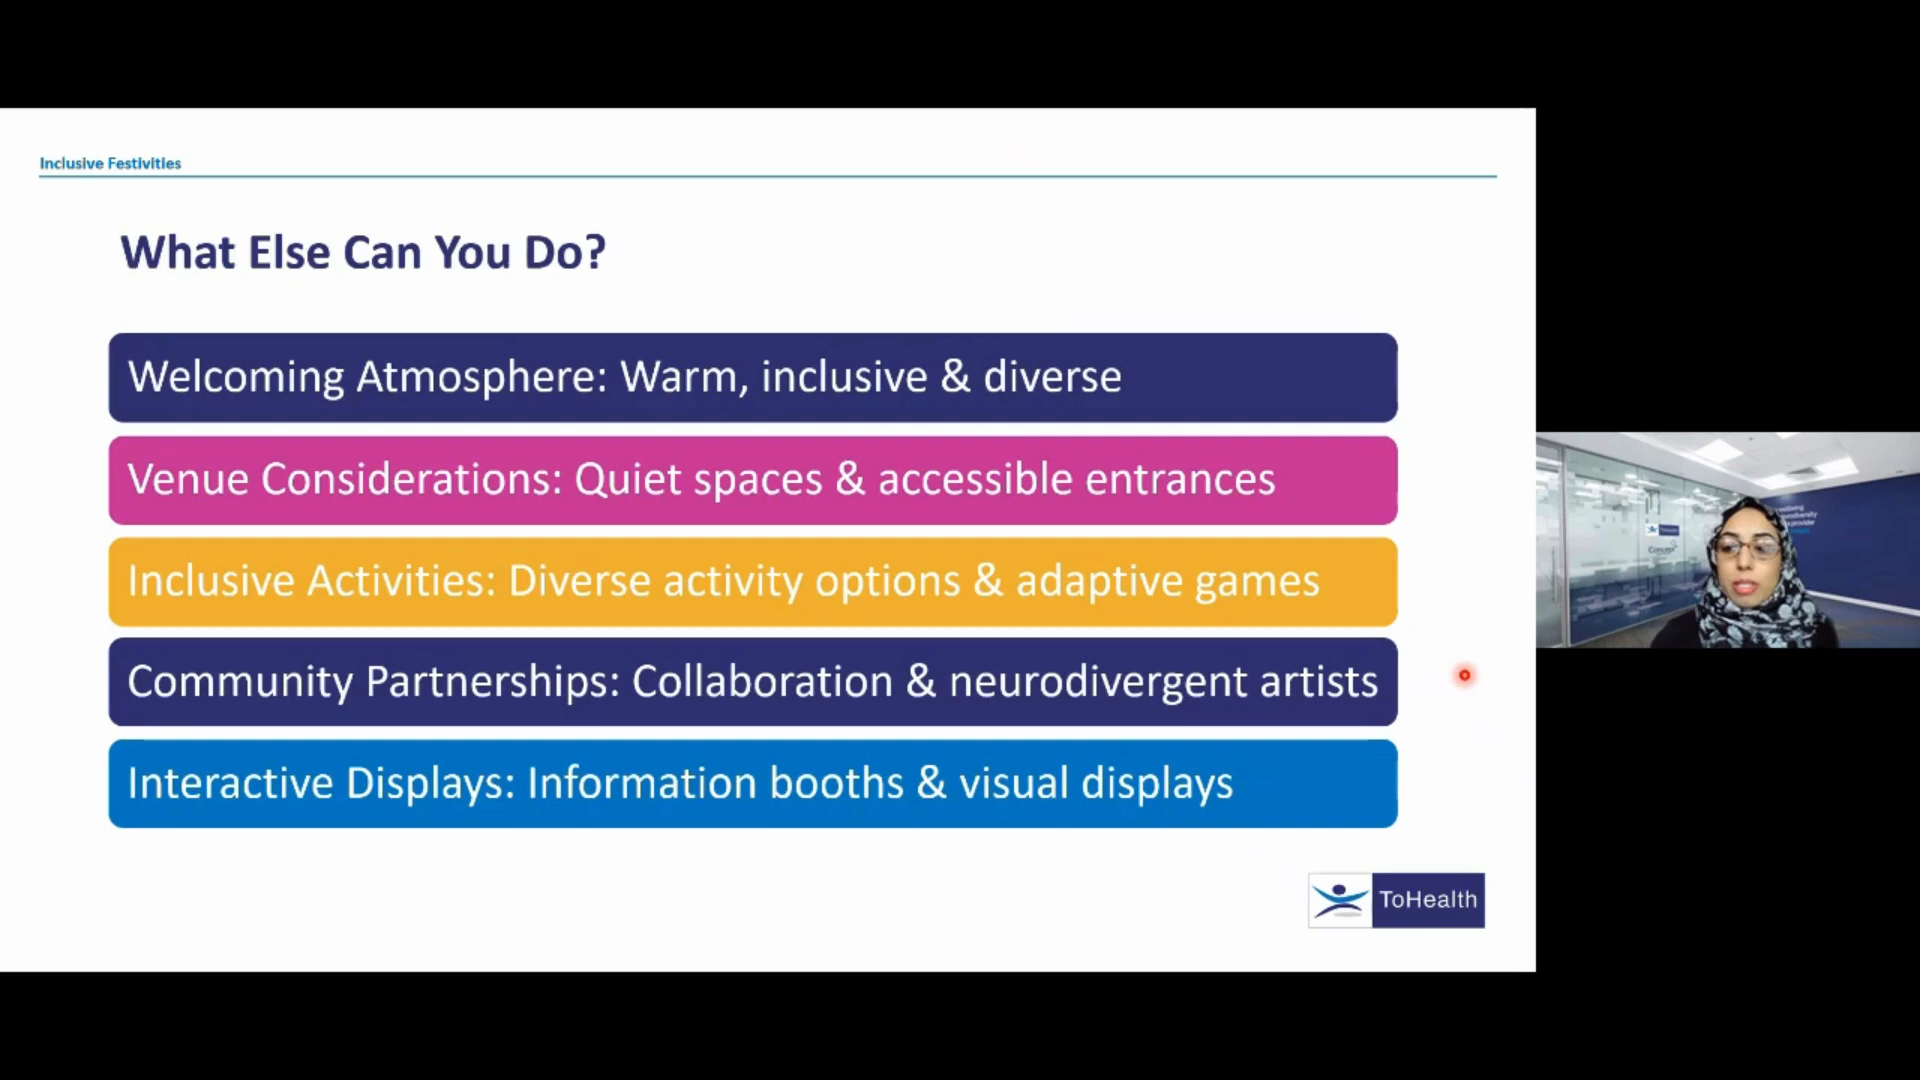 Inclusive Festivities
What Else Can You Do?
Welcoming Atmosphere: Warm, inclusive & diverse
Venue Considerations: Quiet spaces & accessible entrances
Inclusive Activities: Diverse activity options & adaptive games
Community Partnerships: Collaboration & neurodivergent artists
Interactive Displays: Information booths & visual displays
ToHealth